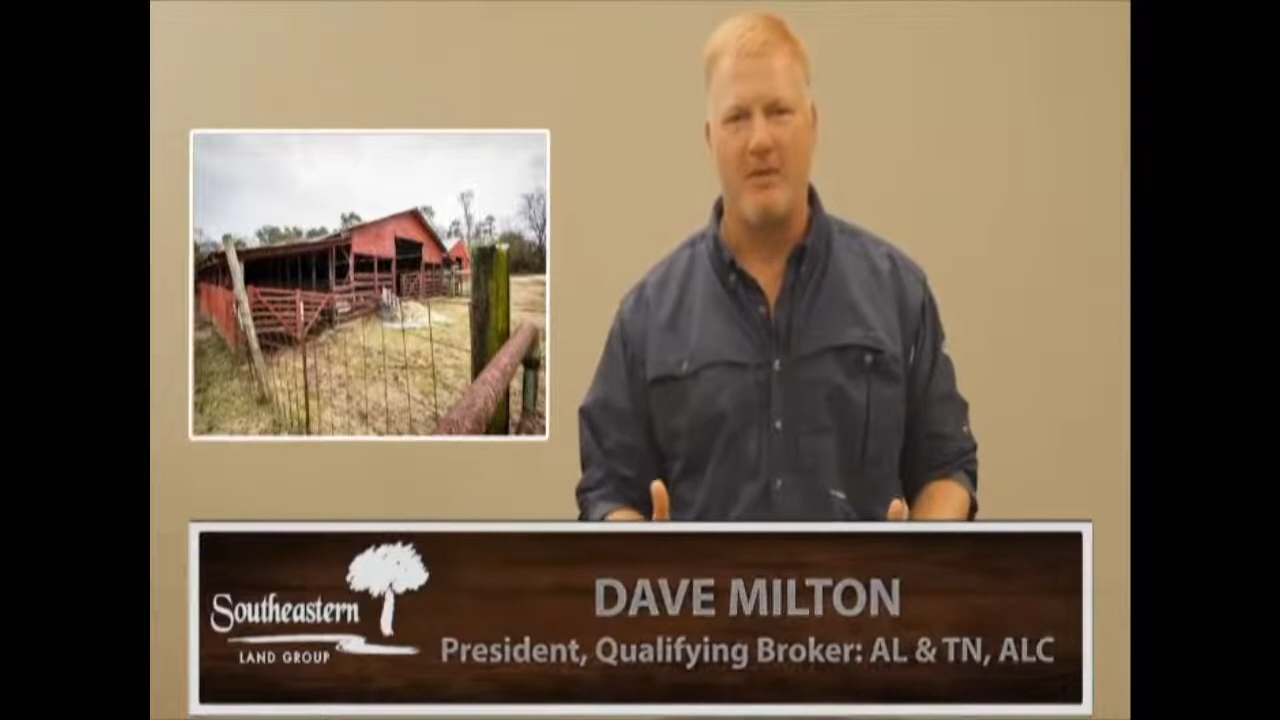 DAVE MILTON
President, Qualifying Broker: AL & TN, ALC
Southeastern
LAND GROUP